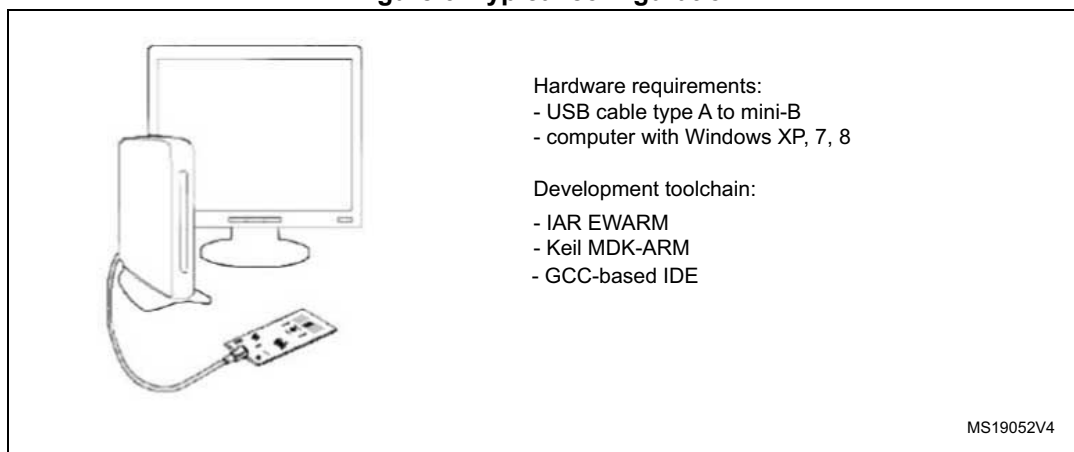 Hardware requirements:
- USB cable type A to mini-B
- computer with Windows XP, 7, 8
Development toolchain:
- IAR EWARM
- Keil MDK-ARM
- GCC-based IDE
MS19052V4